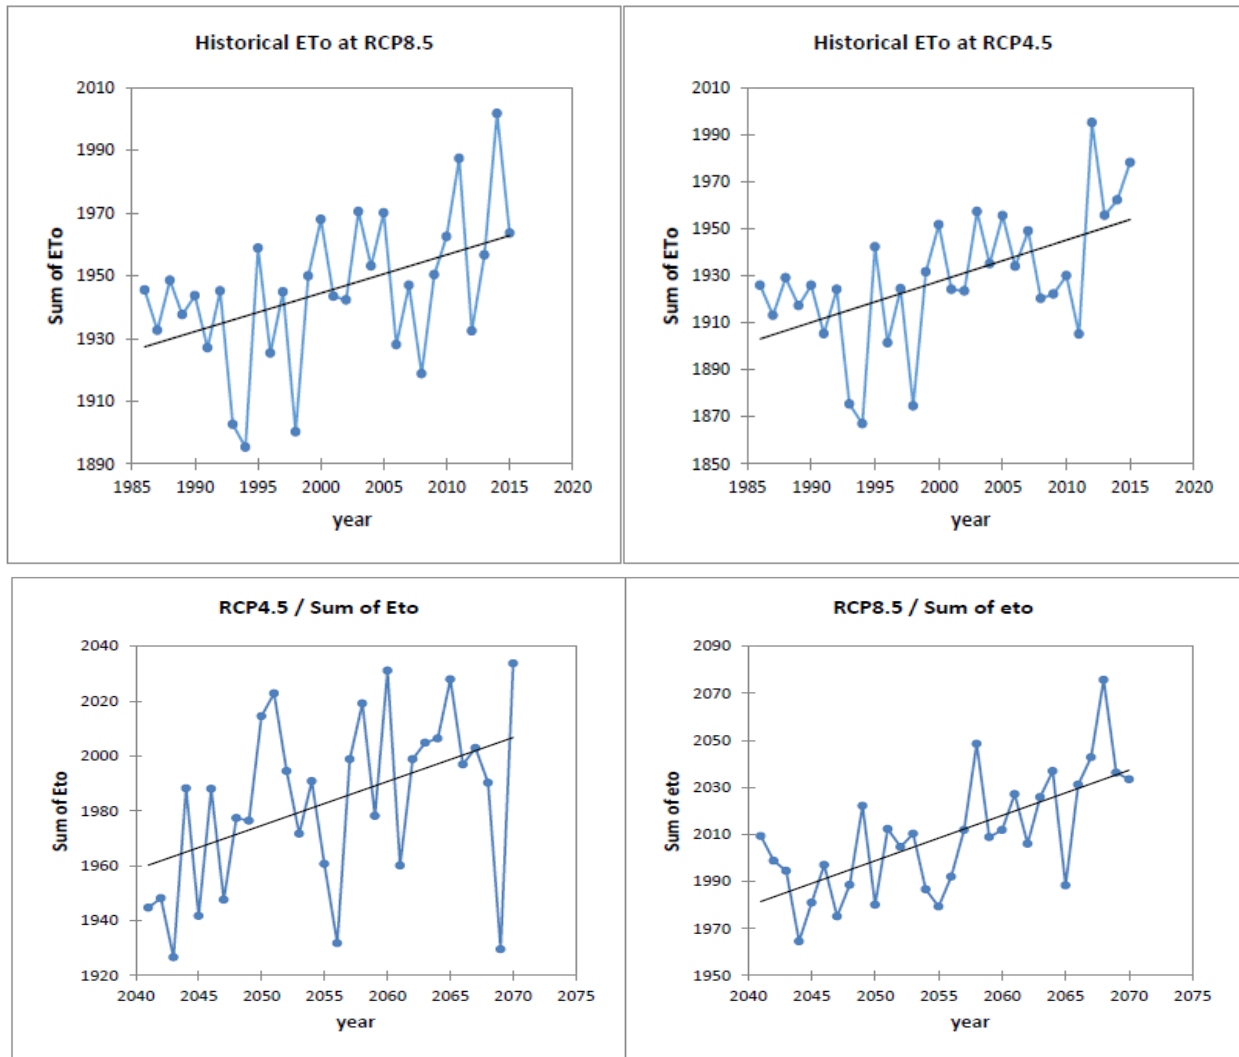 Historical ETo at RCP8.5
Sum of ETo
2010
1990
1970
1950
1930
1910
1890
1985 1990 1995 2000 2005 2010 2015 2020
year
Historical ETo at RCP4.5
Sum of ETo
2010
1990
1970
1950
1930
1910
1890
1870
1850
1985 1990 1995 2000 2005 2010 2015 2020
year
RCP4.5 / Sum of Eto
Sum of Eto
2040
2020
2000
1980
1960
1940
1920
2040 2045 2050 2055 2060 2065 2070 2075
year
RCP8.5 / Sum of eto
Sum of eto
2090
2070
2050
2030
2010
1990
1970
1950
2040 2045 2050 2055 2060 2065 2070 2075
year